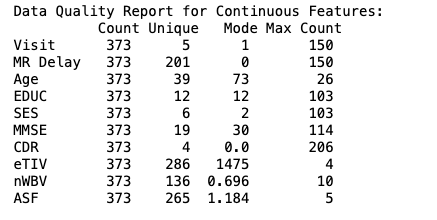 Data Quality Report for Continuous Features:
Count Unique Mode Max Count
Visit 373 5 1 150
MR Delay 373 201 0 150
Age 373 39 73 26
EDUC 373 12 12 103
SES 373 6 2 103
MMSE 373 19 30 114
CDR 373 4 0.0 206
eTIV 373 286 1475 4
nWBV 373 136 0.696 10
ASF 373 265 1.184 5